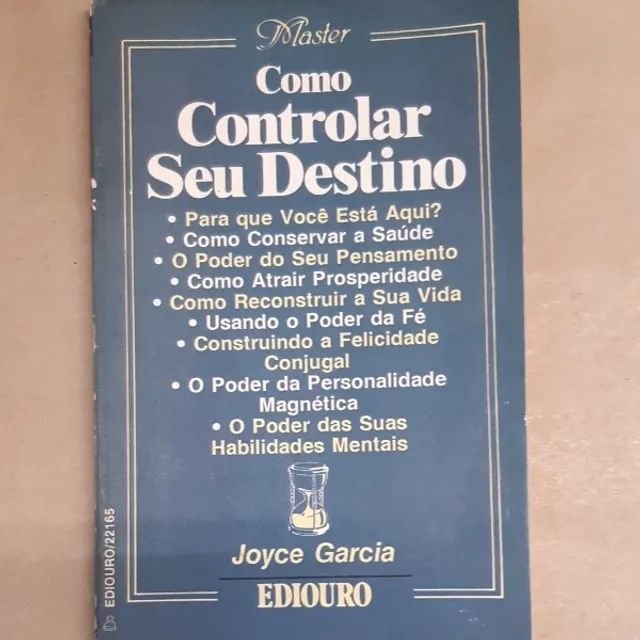 Master
Como
Controlar
Seu Destino
• Para que Você Está Aqui?
• Como Conservar a Saúde
• O Poder do Seu Pensamento
• Como Atrair Prosperidade
• Como Reconstruir a Sua Vida
• Usando o Poder da Fé
• Construindo a Felicidade
Conjugal
• O Poder da Personalidade
Magnética
• O Poder das Suas
Habilidades Mentais
Joyce Garcia
EDIOURO
EDIOURO/22165